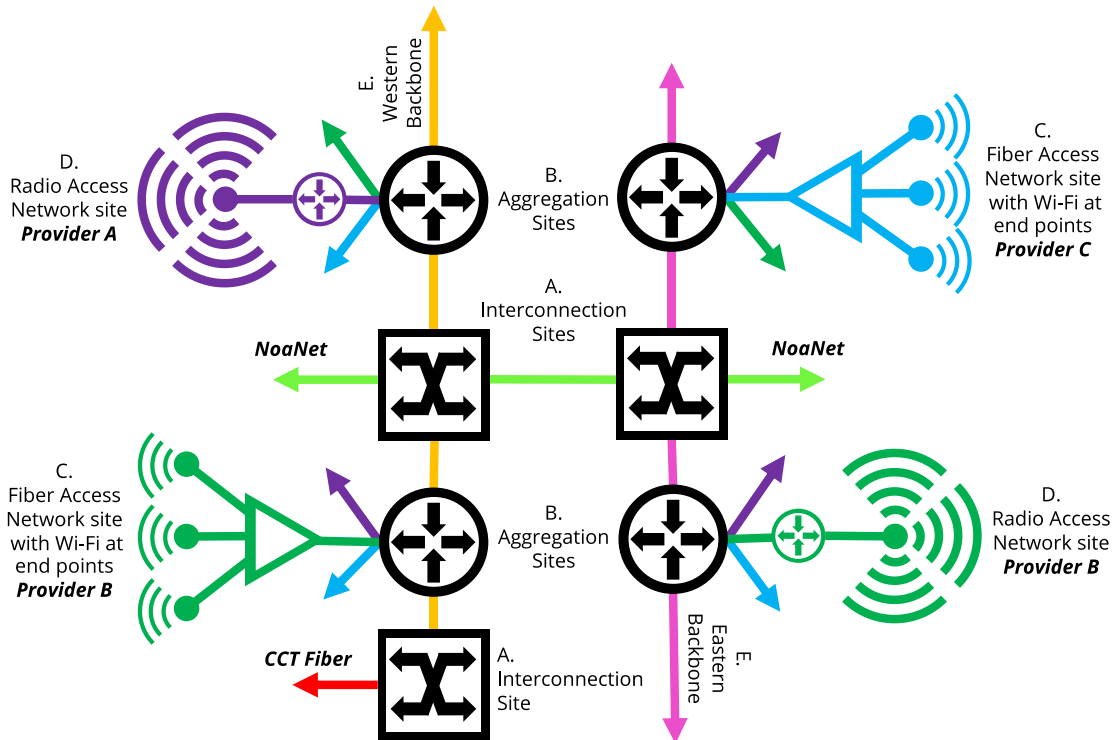 E.
Western
Backbone
D.
Radio Access
Network site
Provider A
B.
Aggregation
Sites
C.
Fiber Access
Network site
with Wi-Fi at
end points
Provider C
A.
Interconnection
Sites
NoaNet
NoaNet
C.
Fiber Access
Network site
with Wi-Fi at
end points
Provider B
B.
Aggregation
Sites
D.
Radio Access
Network site
Provider B
CCT Fiber
A.
Interconnection
Site
E.
Eastern
Backbone